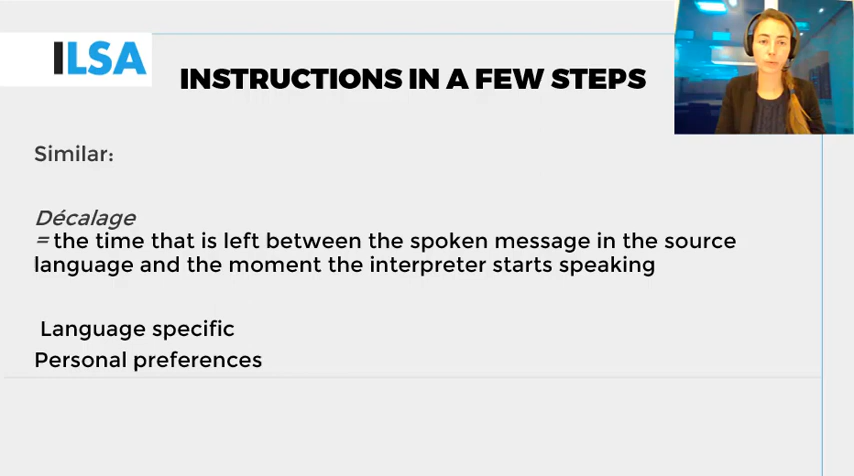 ILSA
INSTRUCTIONS IN A FEW STEPS
Similar:
Décalage
= the time that is left between the spoken message in the source
language and the moment the interpreter starts speaking
Language specific
Personal preferences